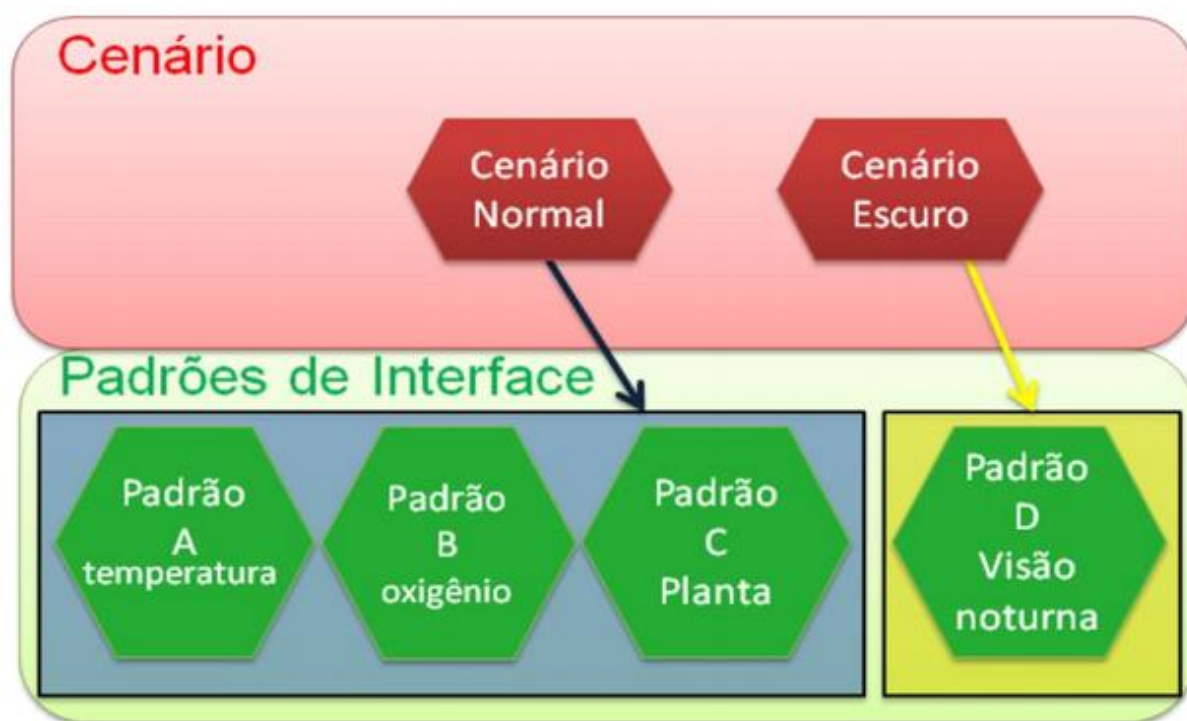 Cenário
Cenário
Normal
Cenário
Escuro
Padrões de Interface
Padrão
A
temperatura
Padrão
B
oxigênio
Padrão
C
Planta
Padrão
D
Visão
noturna